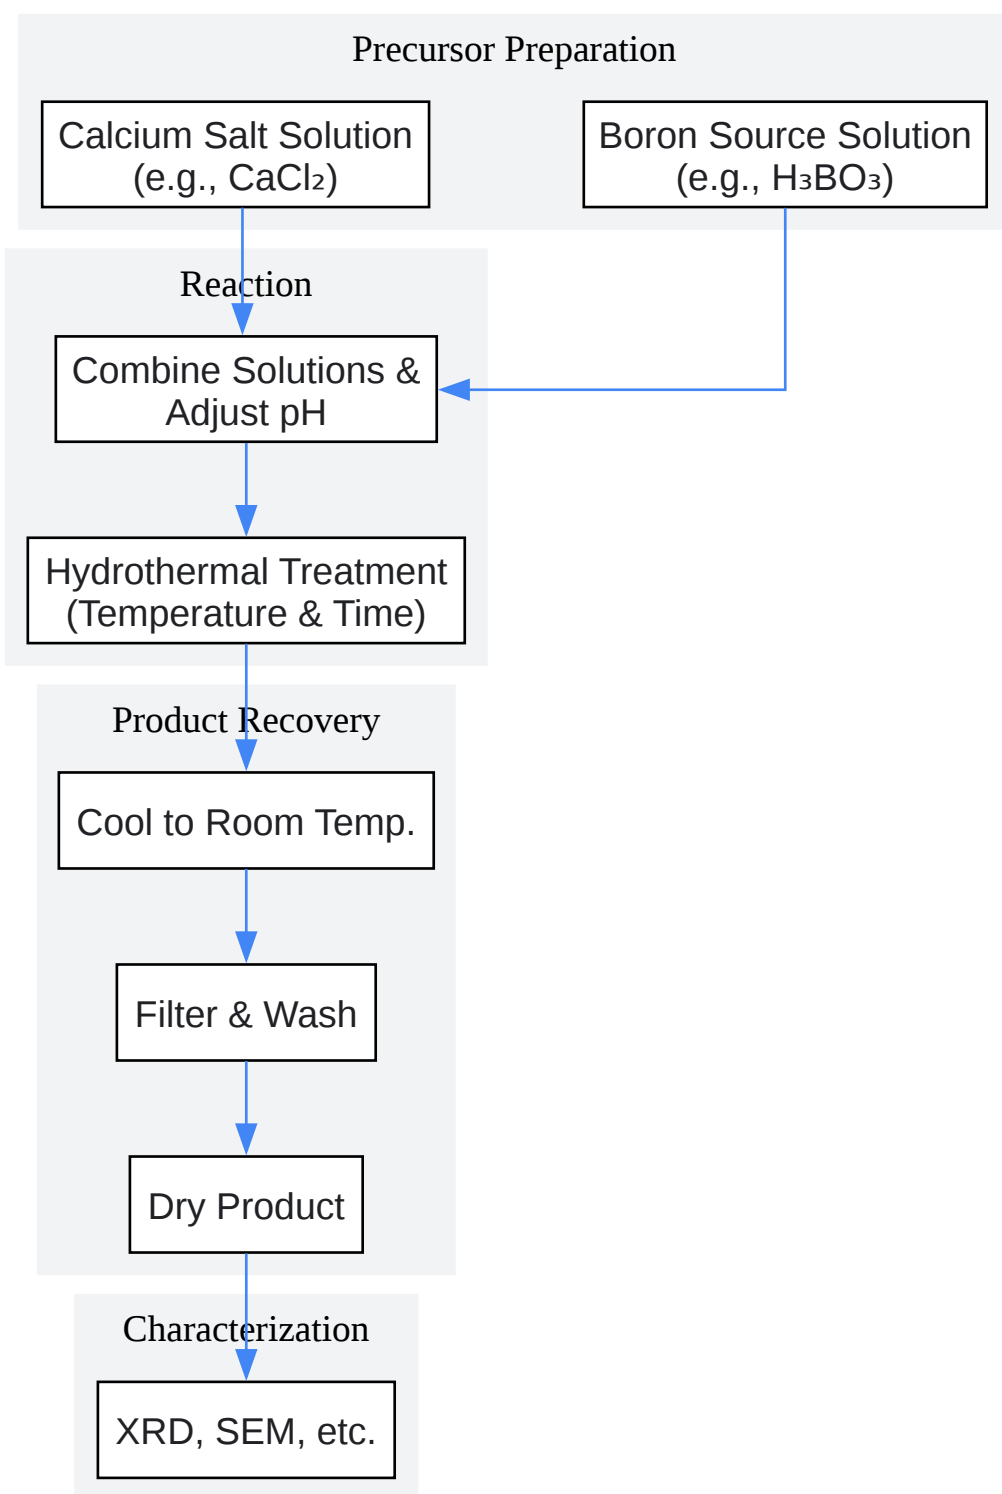 Precursor Preparation
Calcium Salt Solution
(e.g., CaCl₂)
Boron Source Solution
(e.g., H₃BO₃)
Reaction
Combine Solutions &
Adjust pH
Hydrothermal Treatment
(Temperature & Time)
Product Recovery
Cool to Room Temp.
Filter & Wash
Dry Product
Characterization
XRD, SEM, etc.